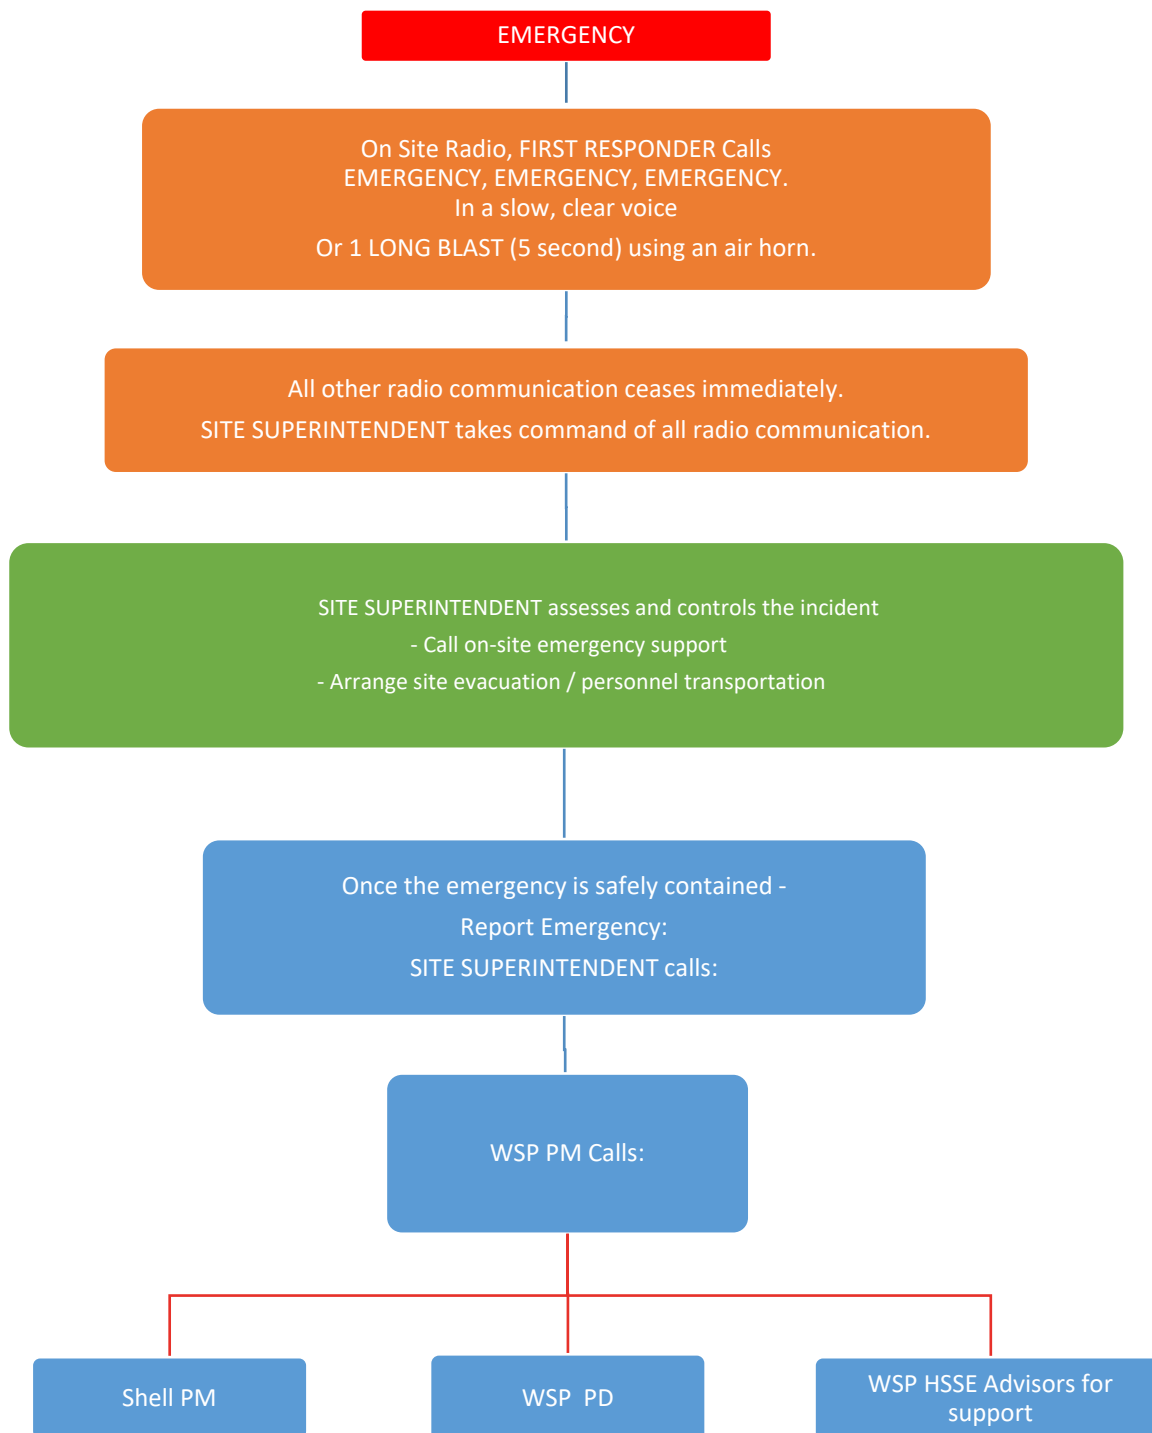 EMERGENCY
On Site Radio, FIRST RESPONDER Calls
EMERGENCY, EMERGENCY, EMERGENCY.
In a slow, clear voice
Or 1 LONG BLAST (5 second) using an air horn.
All other radio communication ceases immediately.
SITE SUPERINTENDENT takes command of all radio communication.
SITE SUPERINTENDENT assesses and controls the incident
- Call on-site emergency support
- Arrange site evacuation / personnel transportation
Once the emergency is safely contained -
Report Emergency:
SITE SUPERINTENDENT calls:
WSP PM Calls:
Shell PM
WSP PD
WSP HSSE Advisors for
support